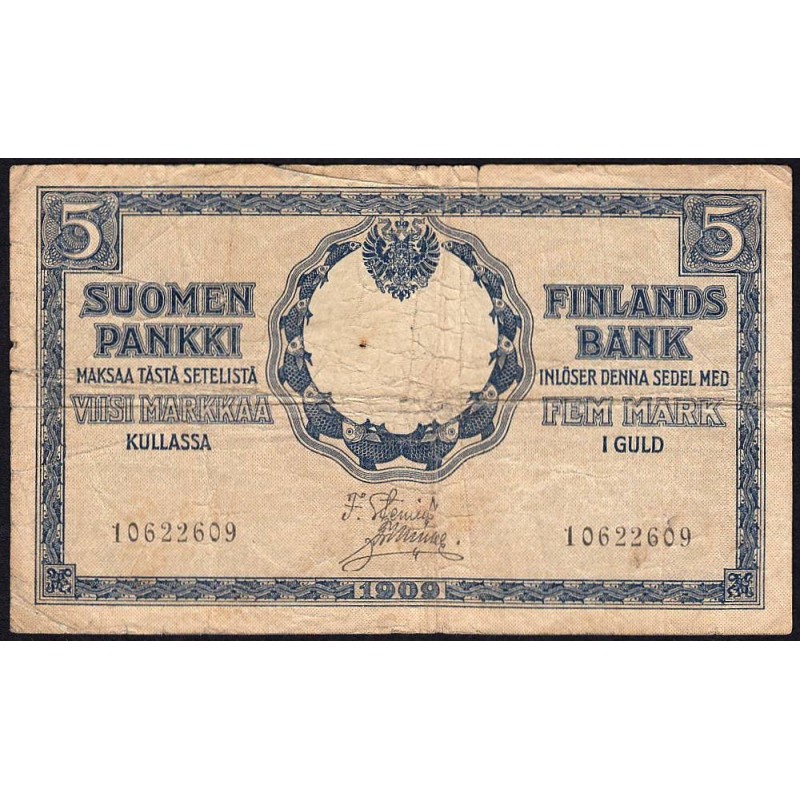 5 5
SUOMEN
PANKKI
MAKSAA TÄSTÄ SETELISTÄ
VIISI MARKKAA
KULLASSA
FINLANDS
BANK
INLÖSER DENNA SEDEL MED
FEM MARK
I GULD
10622609
10622609
1909